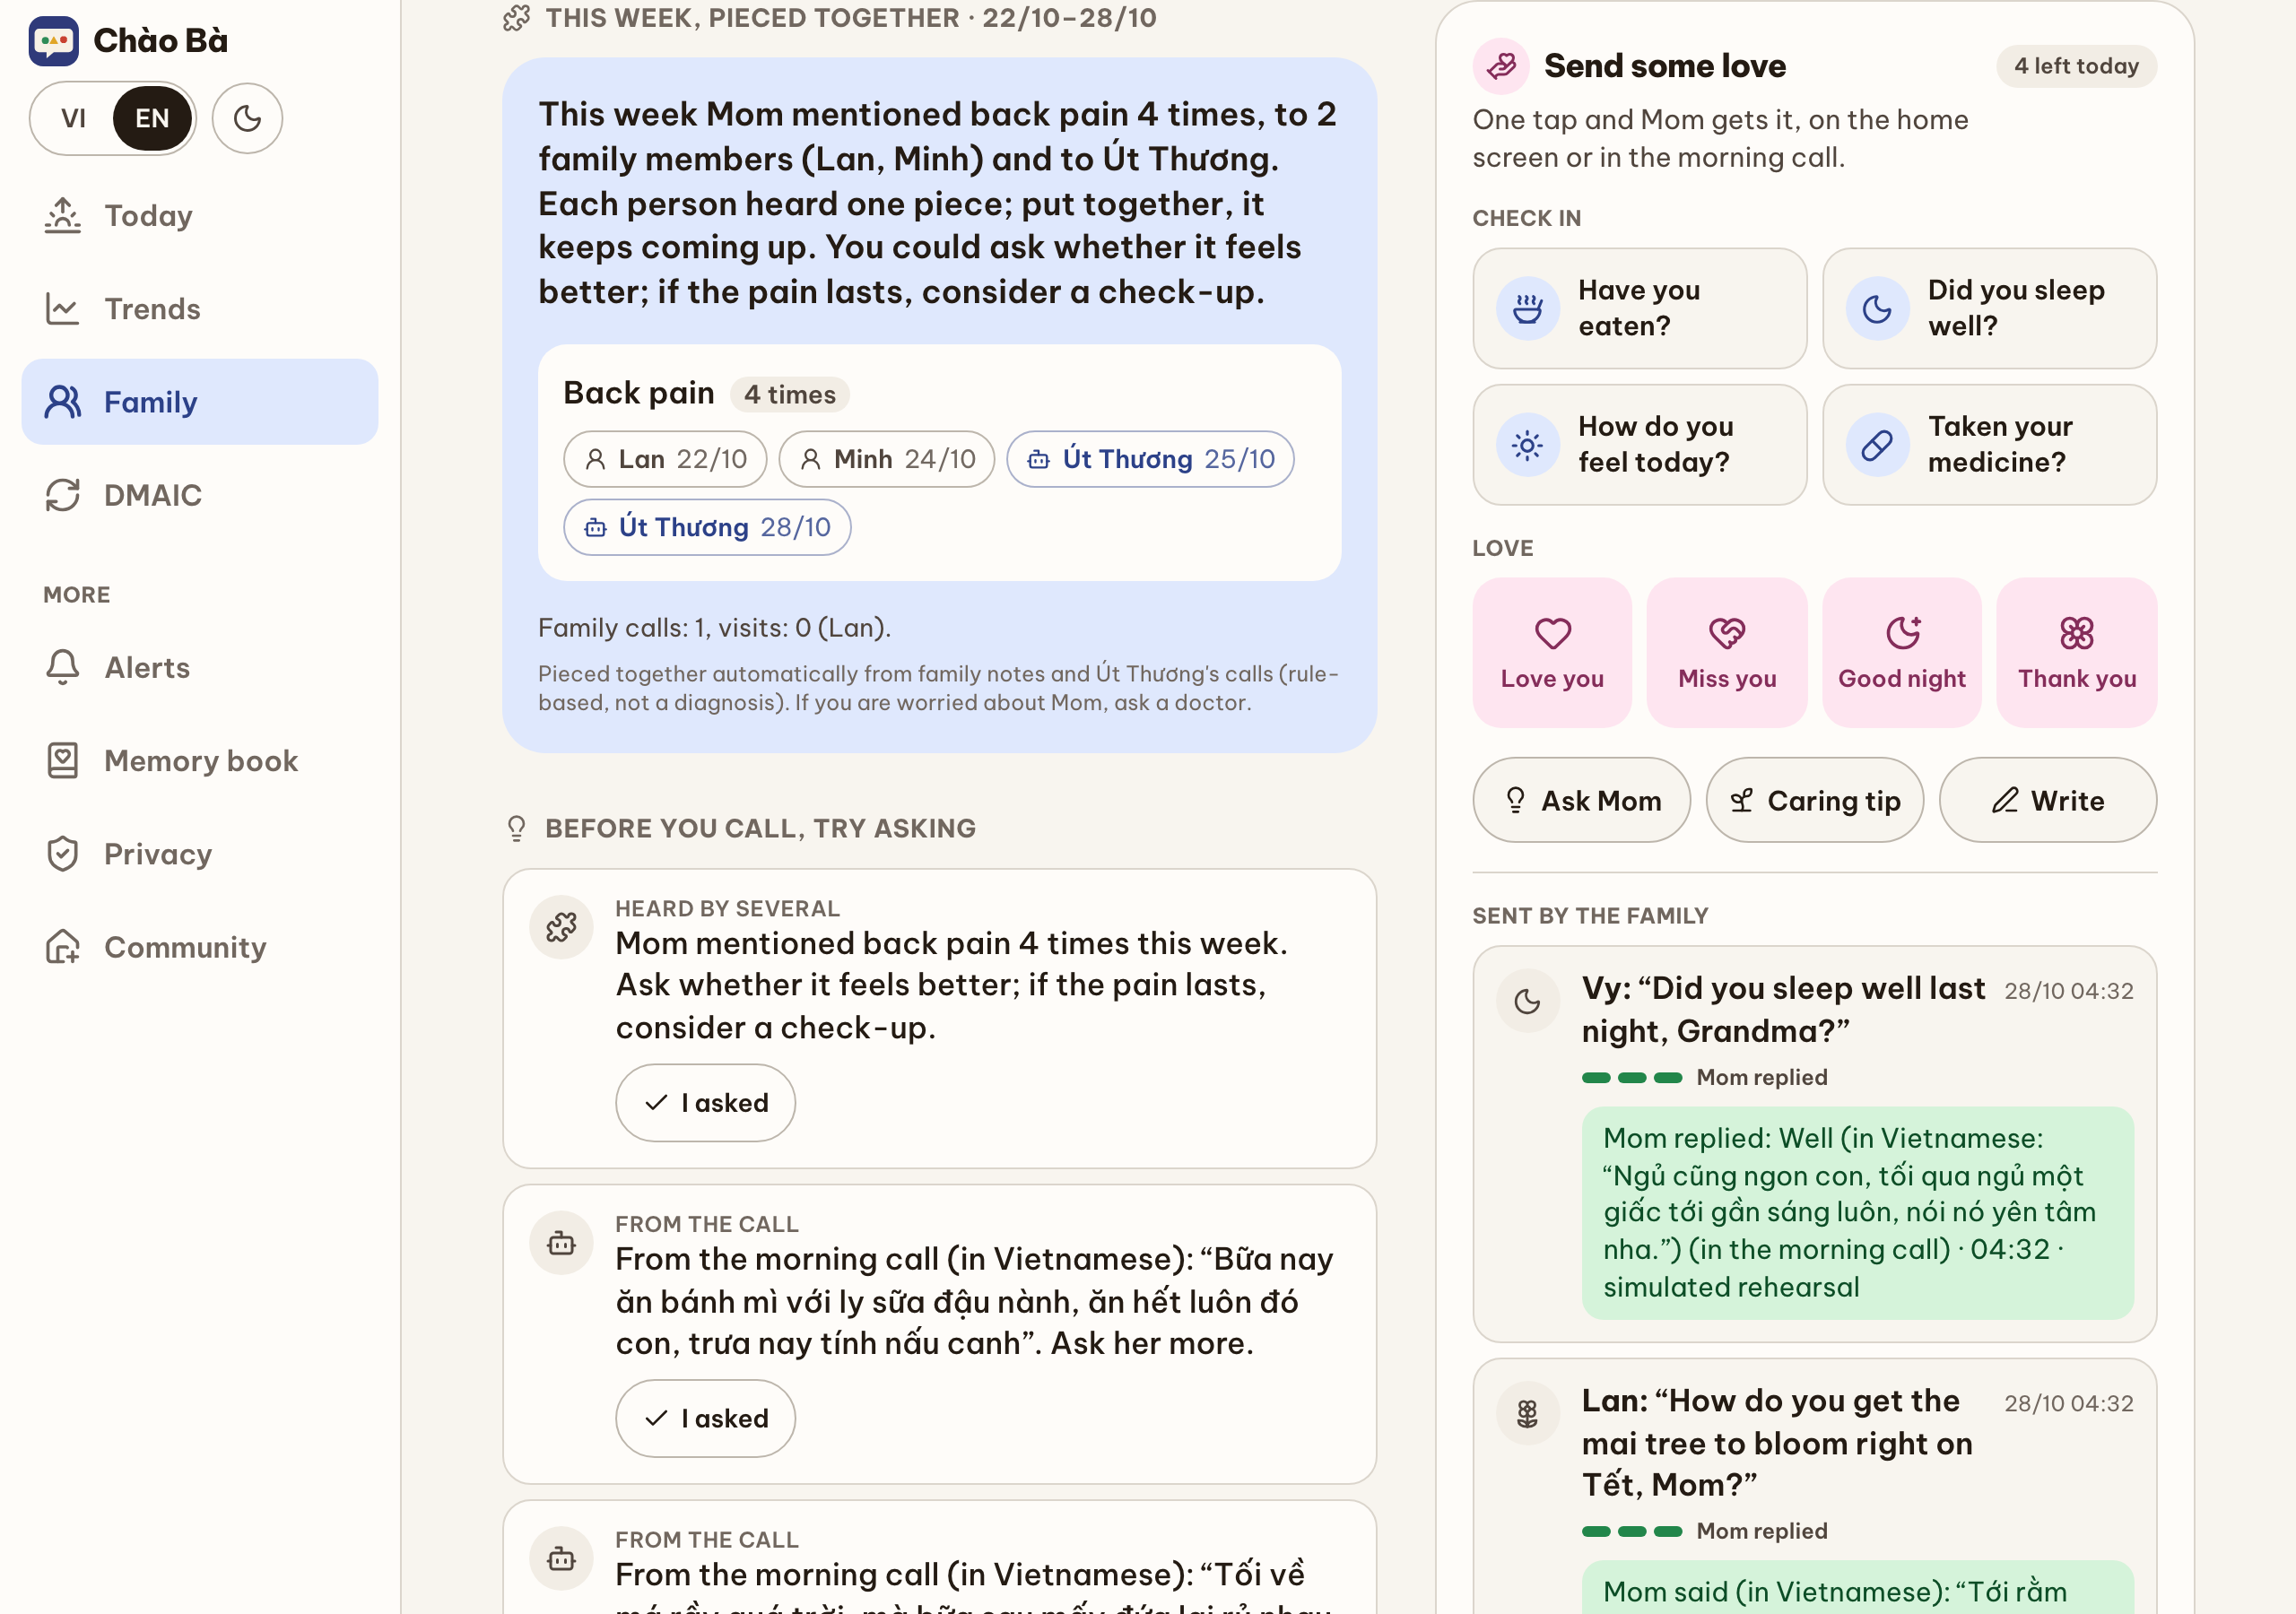 Chào Bà
VI
EN
Today
Trends
Family
DMAIC
MORE
Alerts
Memory book
Privacy
Community
THIS WEEK, PIECED TOGETHER · 22/10–28/10
This week Mom mentioned back pain 4 times, to 2
family members (Lan, Minh) and to Út Thương.
Each person heard one piece; put together, it
keeps coming up. You could ask whether it feels
better; if the pain lasts, consider a check-up.
Back pain 4 times
Lan 22/10
Minh 24/10
Út Thương 25/10
Út Thương 28/10
Family calls: 1, visits: 0 (Lan).
Pieced together automatically from family notes and Út Thương's calls (rule-
based, not a diagnosis). If you are worried about Mom, ask a doctor.
BEFORE YOU CALL, TRY ASKING
HEARD BY SEVERAL
Mom mentioned back pain 4 times this week.
Ask whether it feels better; if the pain lasts,
consider a check-up.
I asked
FROM THE CALL
From the morning call (in Vietnamese): “Bữa nay
ăn bánh mì với ly sữa đậu nành, ăn hết luôn đó
con, trưa nay tính nấu canh”. Ask her more.
I asked
FROM THE CALL
From the morning call (in Vietnamese): “Tối về
má rầy quá trời, mà bữa sau mấy đứa lại rủ nhau
Send some love
4 left today
One tap and Mom gets it, on the home
screen or in the morning call.
CHECK IN
Have you
eaten?
Did you sleep
well?
How do you
feel today?
Taken your
medicine?
LOVE
Love you
Miss you
Good night
Thank you
Ask Mom
Caring tip
Write
SENT BY THE FAMILY
Vy: “Did you sleep well last
night, Grandma?”
28/10 04:32
Mom replied
Mom replied: Well (in Vietnamese:
“Ngủ cũng ngon con, tối qua ngủ một
giấc tới gần sáng luôn, nói nó yên tâm
nha.”) (in the morning call) · 04:32 ·
simulated rehearsal
Lan: “How do you get the
mai tree to bloom right on
Tết, Mom?”
28/10 04:32
Mom replied
Mom said (in Vietnamese): “Tới rằm